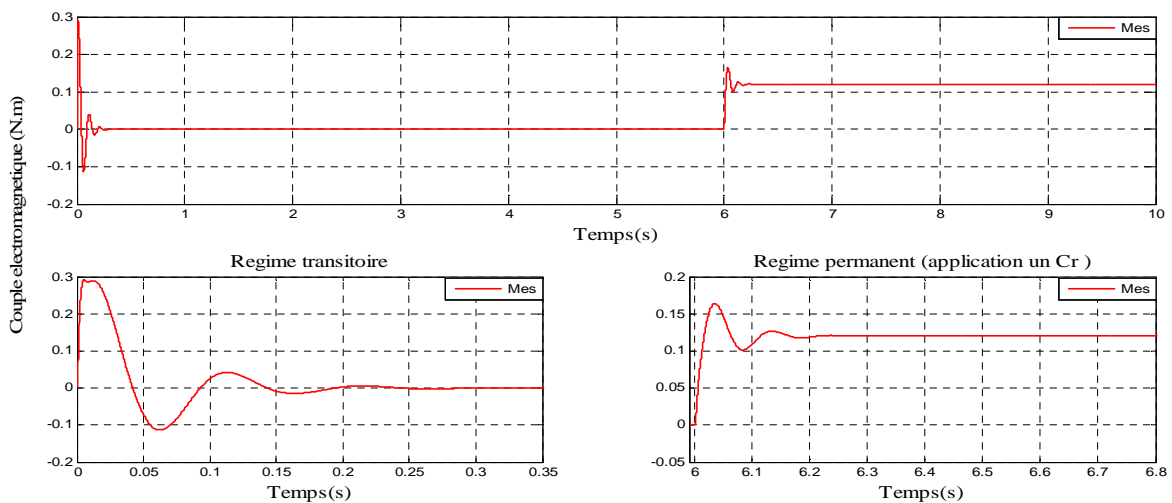 Couple electromagnetique (N.m)
0.3
0.2
0.1
0
-0.1
-0.2
Mes
0 1 2 3 4 5 6 7 8 9 10
Temps(s)
Regime transitoire
0.3
0.2
0.1
0
-0.1
-0.2
Mes
0 0.05 0.1 0.15 0.2 0.25 0.3 0.35
Temps(s)
Regime permanent (application un Cr )
0.2
0.15
0.1
0.05
0
-0.05
Mes
6 6.1 6.2 6.3 6.4 6.5 6.6 6.7 6.8
Temps(s)